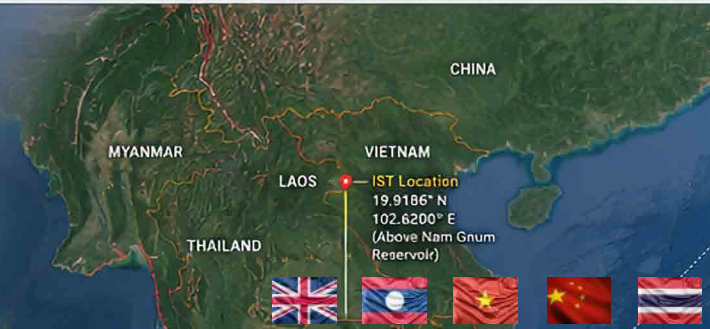 CHINA
MYANMAR
VIETNAM
LAOS
IST Location
19.9186° N
102.6200° E
(Above Nam Gnum
Reservoir)
THAILAND